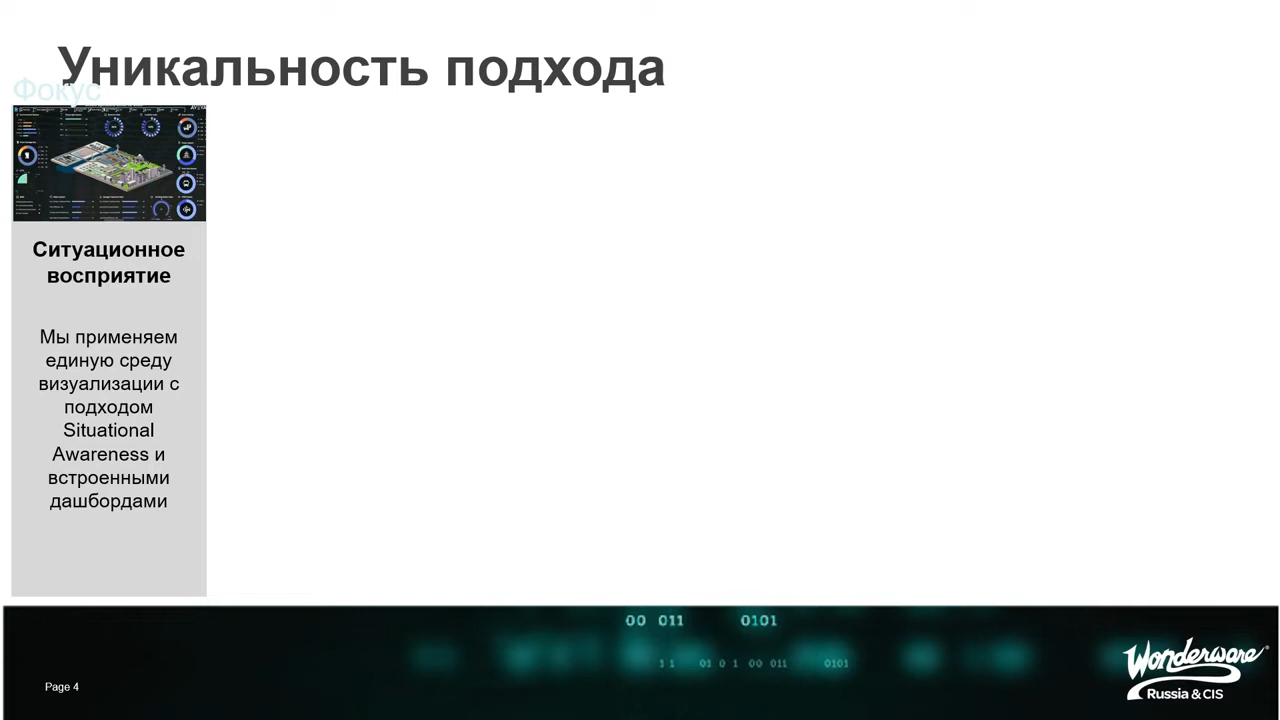 Уникальность подхода
Фокус
Ситуационное
восприятие
Мы применяем
единую среду
визуализации с
подходом
Situational
Awareness и
встроенными
дашбордами
00 011 0101
11 01 0 1 00 011 0101
Page 4
Wonderware®
Russia & CIS